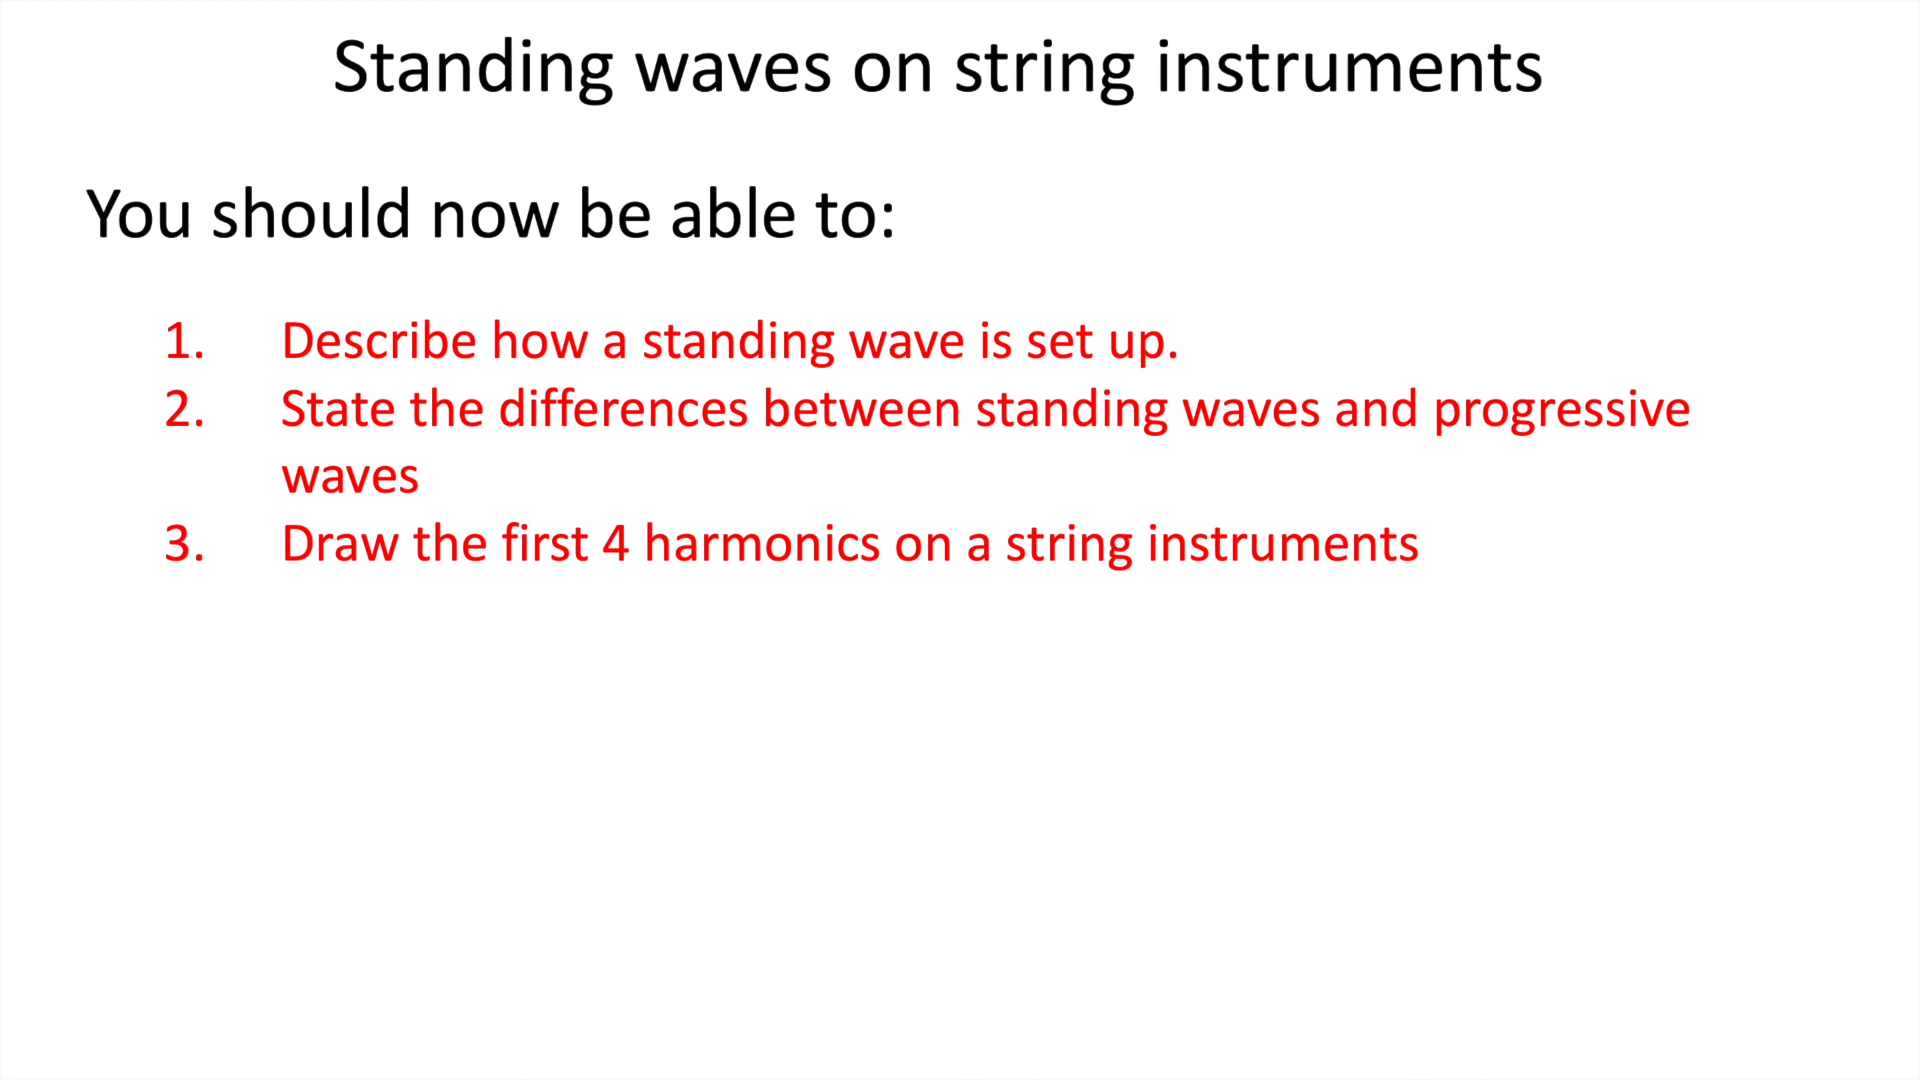 Standing waves on string instruments
You should now be able to:
1. Describe how a standing wave is set up.
2. State the differences between standing waves and progressive
waves
3. Draw the first 4 harmonics on a string instruments